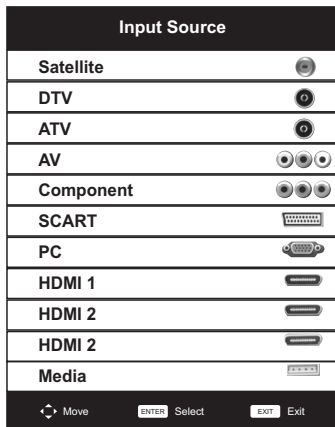 Input Source
Satellite
DTV
ATV
AV
Component
SCART
PC
HDMI 1
HDMI 2
HDMI 2
Media
Move ENTER Select EXIT Exit